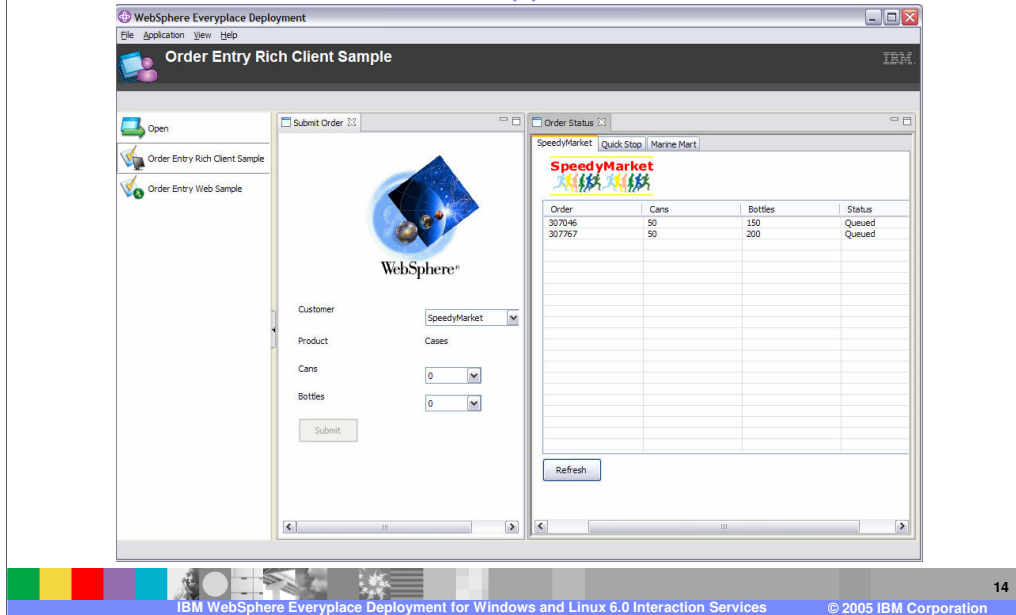 WebSphere Everyplace Deployment
File Application View Help
Order Entry Rich Client Sample
IBM.
Open
Order Entry Rich Client Sample
Order Entry Web Sample
Submit Order
WebSphere®
Customer
SpeedyMarket
Product
Cases
Cans
0
Bottles
0
Submit
Order Status
SpeedyMarket Quick Stop Marine Mart
SpeedyMarket
Order Cans Bottles Status
307046 50 150 Queued
307767 50 200 Queued
Refresh
14
IBM WebSphere Everyplace Deployment for Windows and Linux 6.0 Interaction Services
© 2005 IBM Corporation